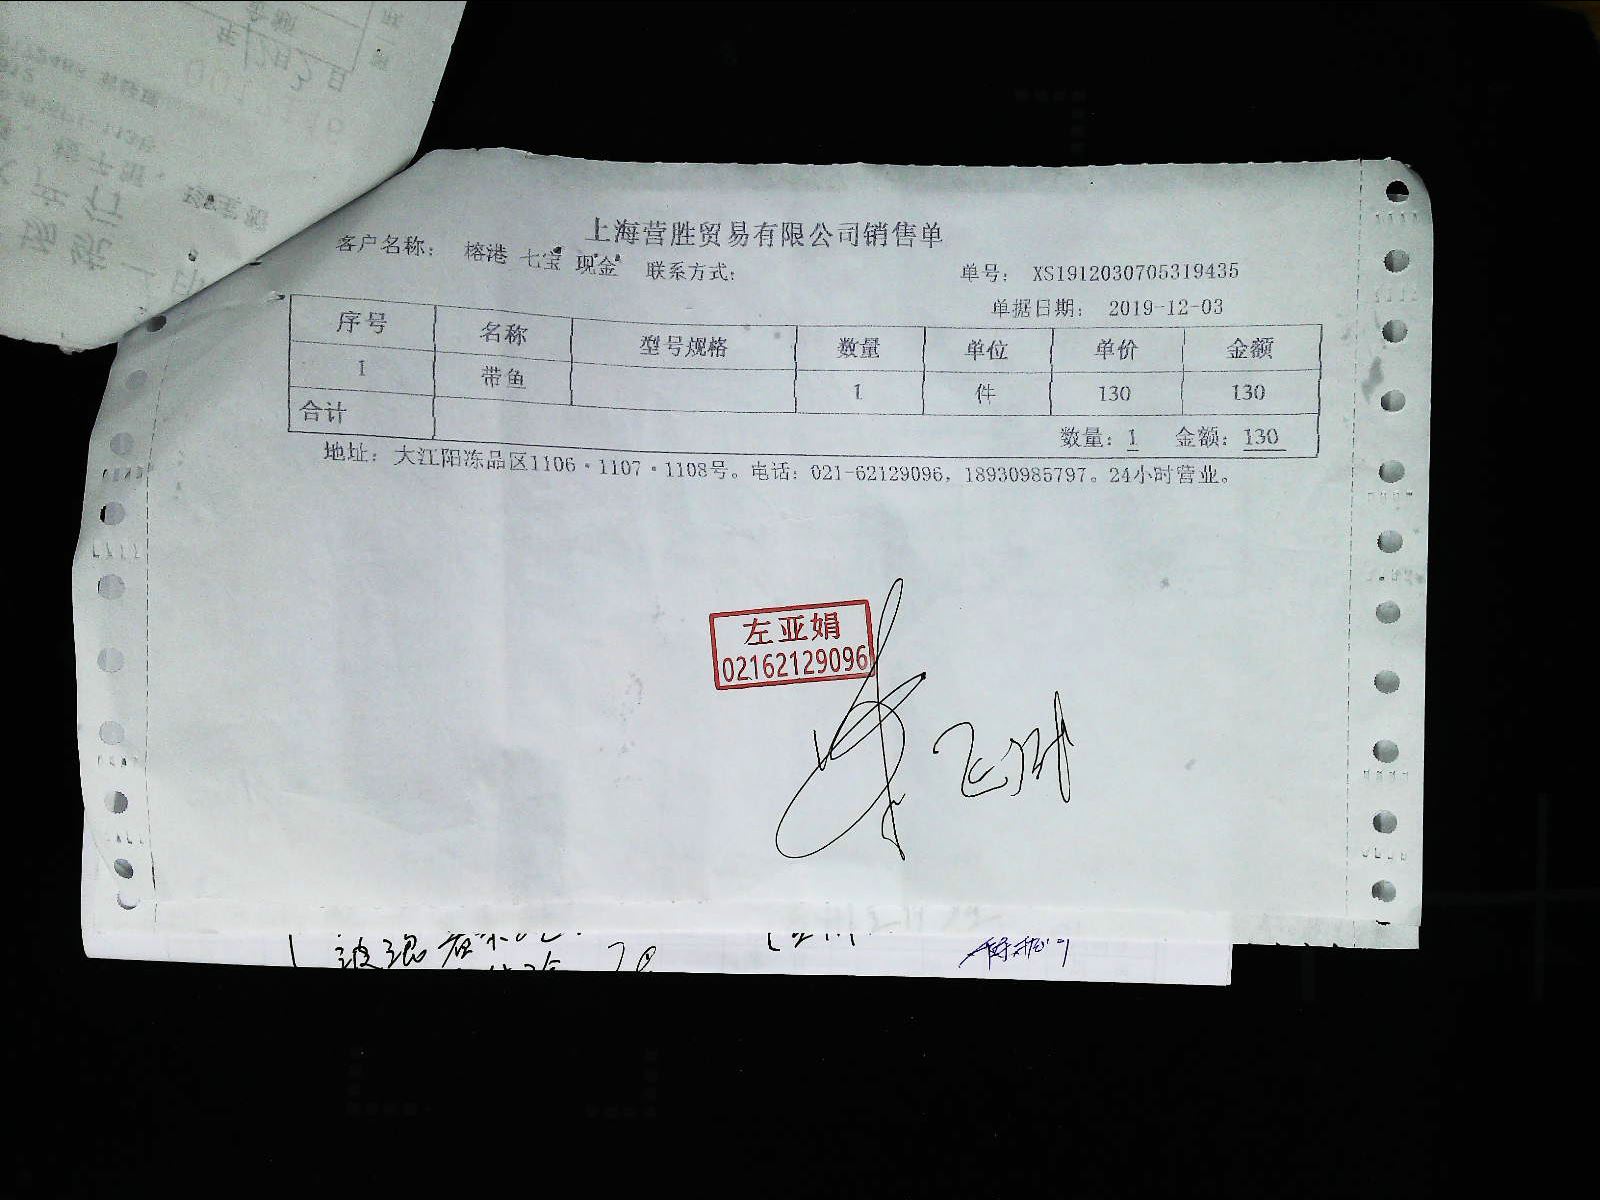 上海营胜贸易有限公司销售单
客户名称： 榕港 七宝 现金 联系方式： 单号： XS1912030705319435
单据日期： 2019-12-03
序号 名称 型号规格 数量 单位 单价 金额
1 带鱼 1 件 130 130
合计 数量：1 金额：130
地址：大江阳冻品区1106·1107·1108号。电话：021-62129096，18930985797。24小时营业。
左亚娟
02162129096